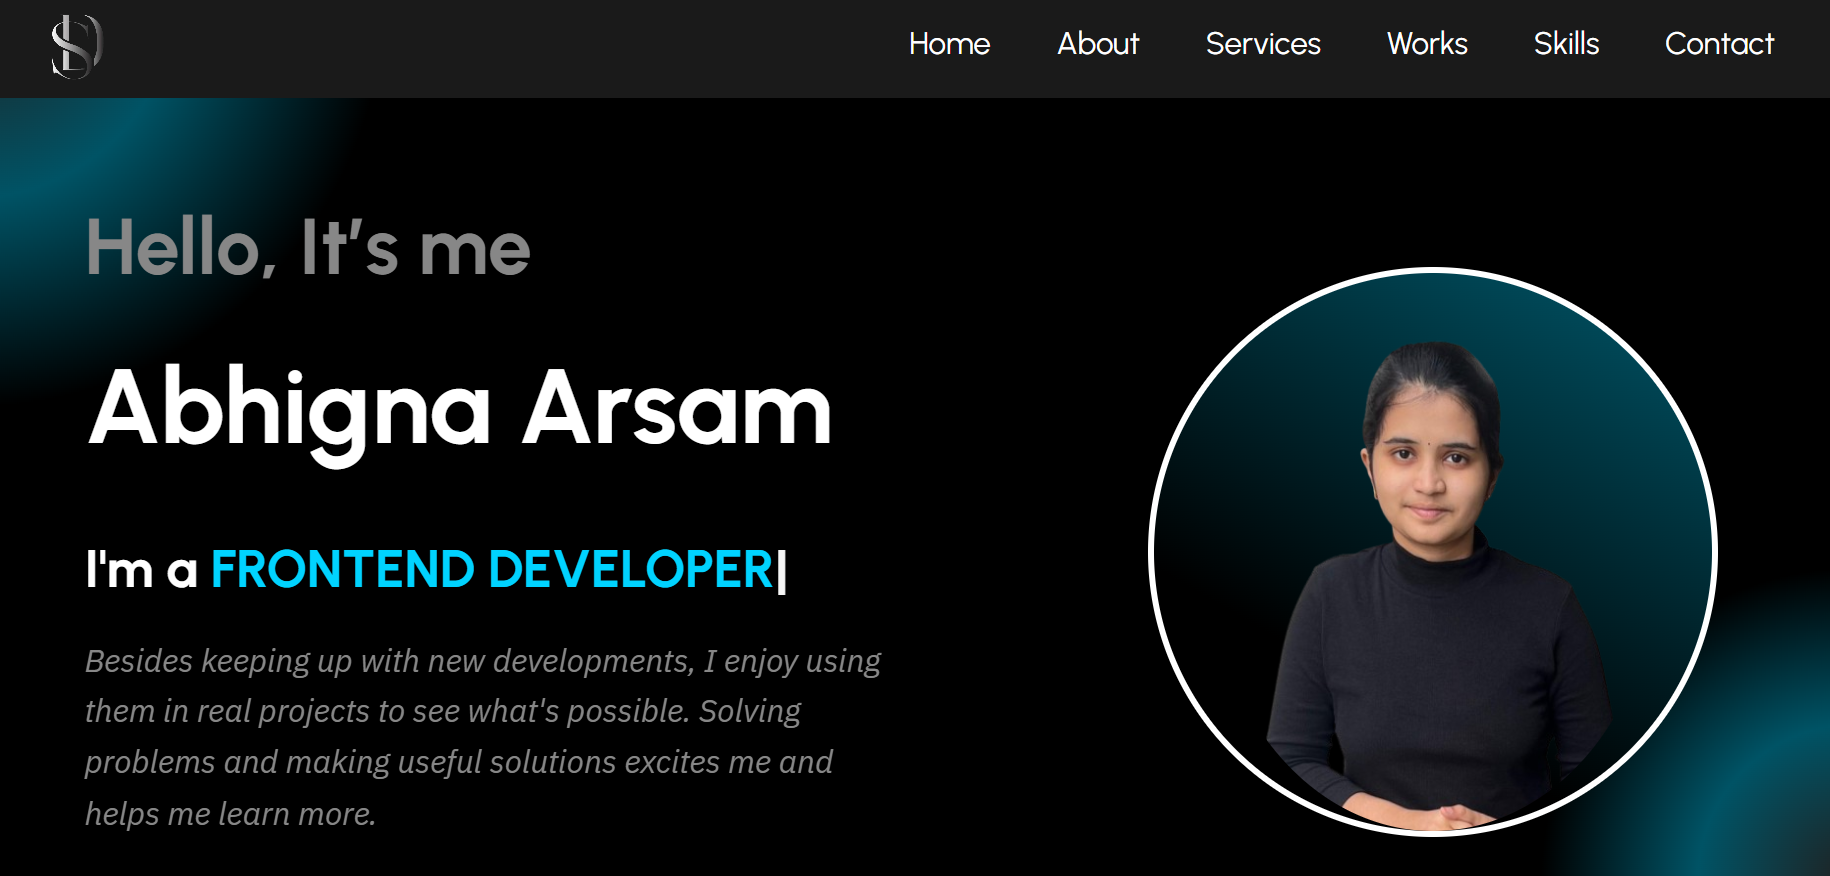 Home About Services Works Skills Contact
Hello, It's me
Abhigna Arsam
I'm a FRONTEND DEVELOPER|
Besides keeping up with new developments, I enjoy using
them in real projects to see what's possible. Solving
problems and making useful solutions excites me and
helps me learn more.